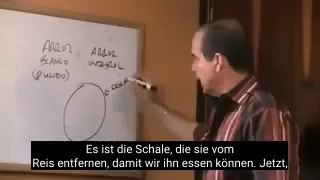 ARROZ
BLANCO
(PULIDO)
ARROZ
INTEGRAL
Es ist die Schale, die sie vom
Reis entfernen, damit wir ihn essen können. Jetzt,